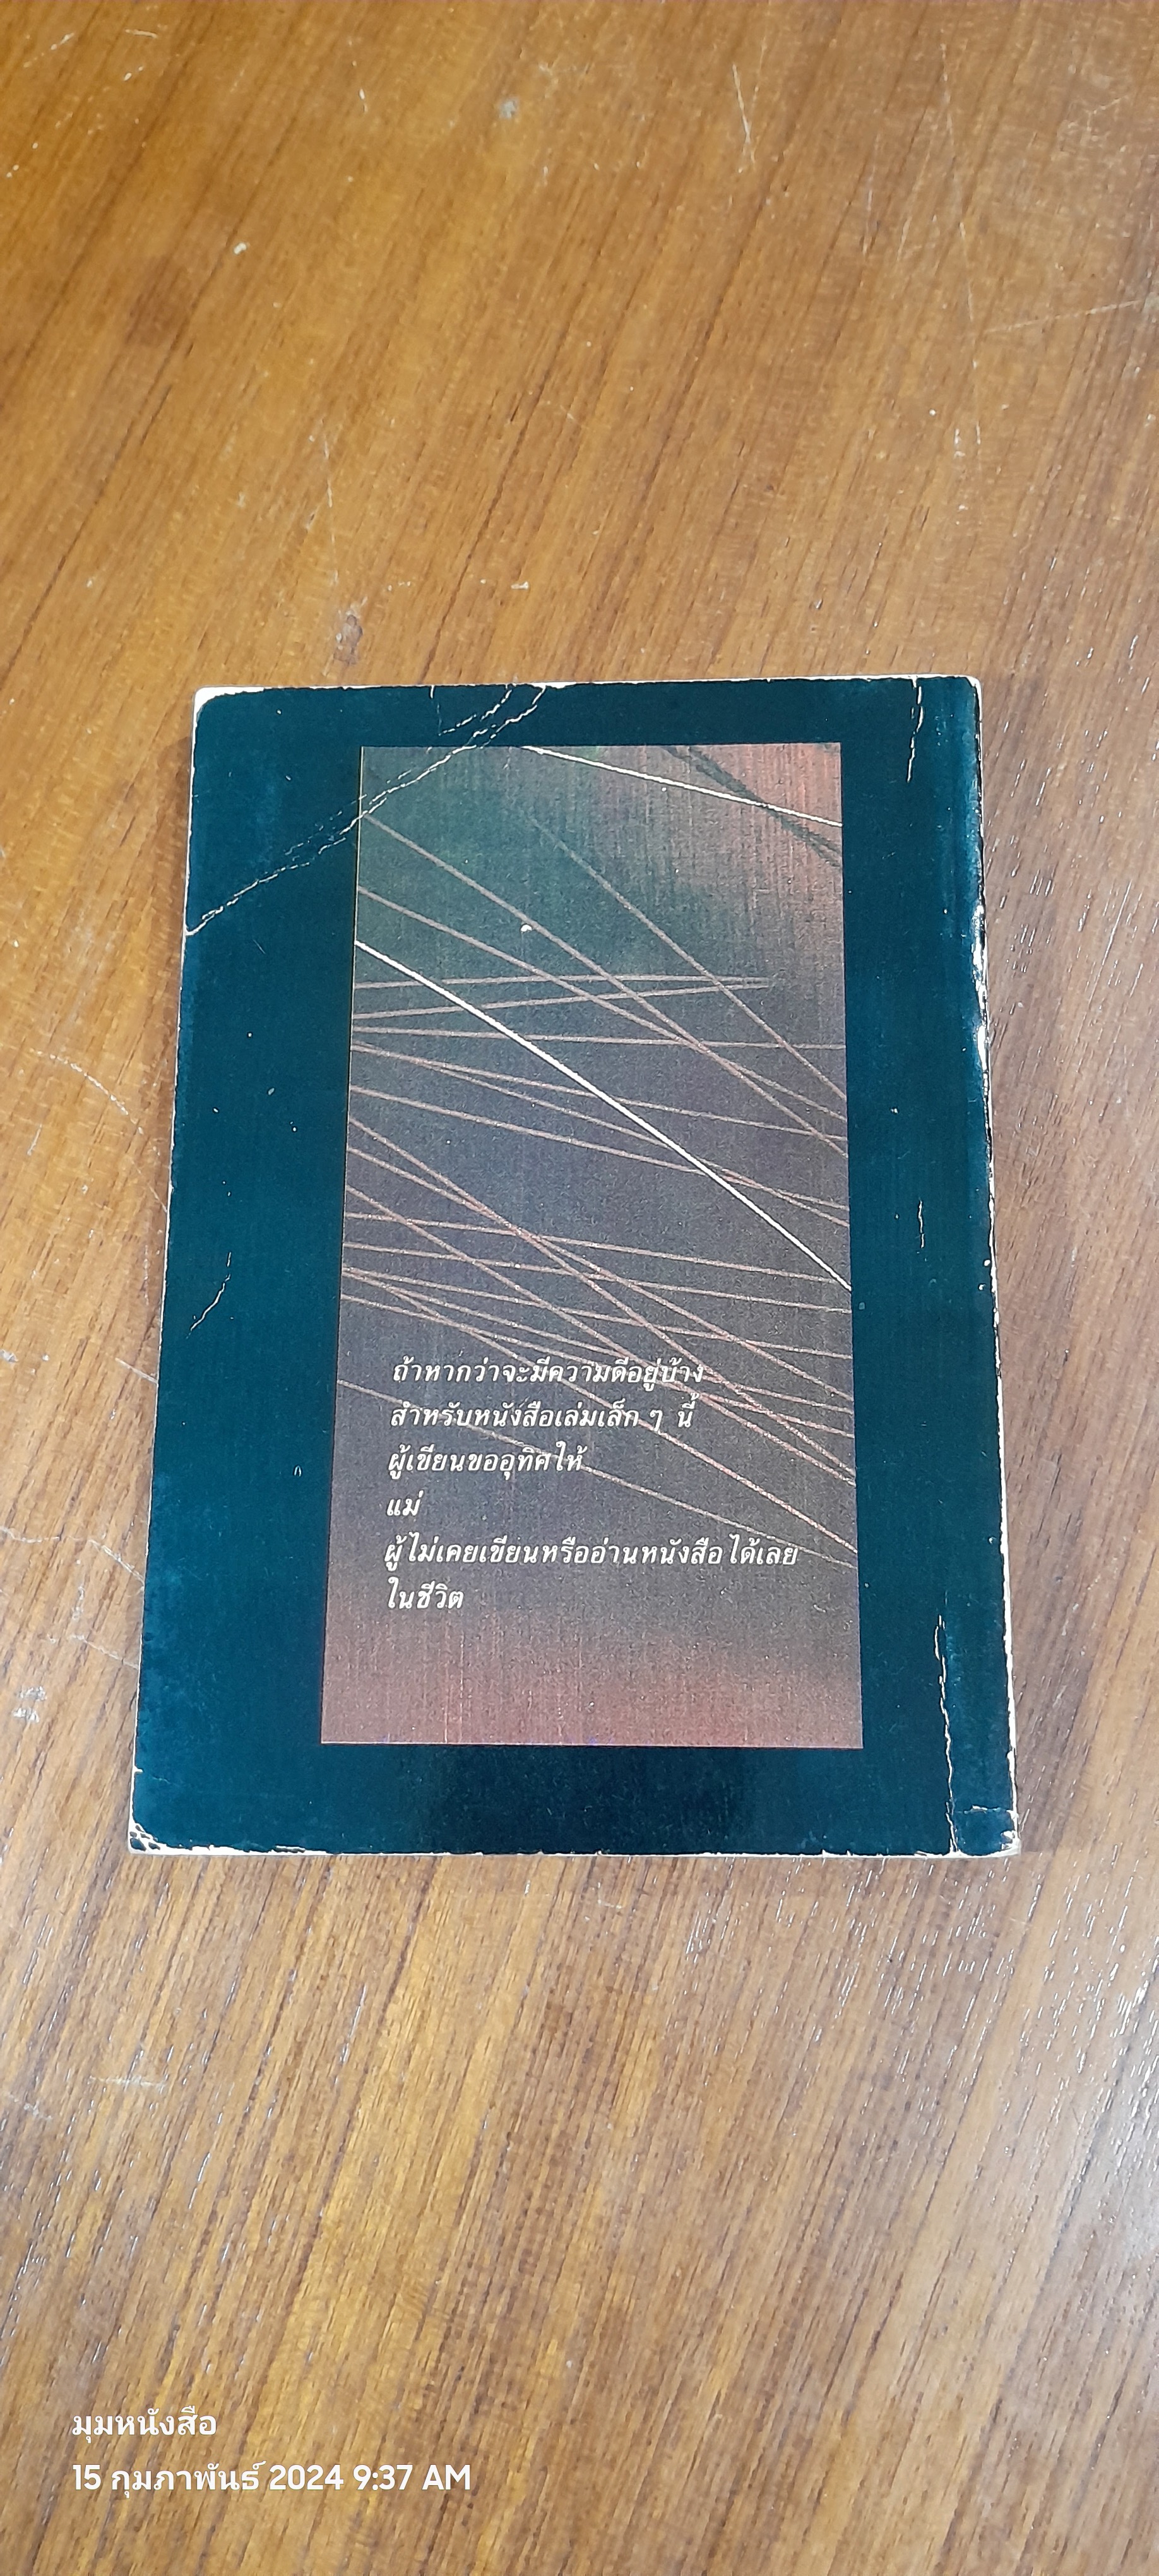 ถ้าหากว่าจะมีความดีอยู่บ้าง
สำหรับหนังสือเล่มเล็ก ๆ นี้
ผู้เขียนขออุทิศให้
แม่
ผู้ไม่เคยเขียนหรืออ่านหนังสือได้เลย
ในชีวิต
มุมหนังสือ
15 กุมภาพันธ์ 2024 9:37 AM